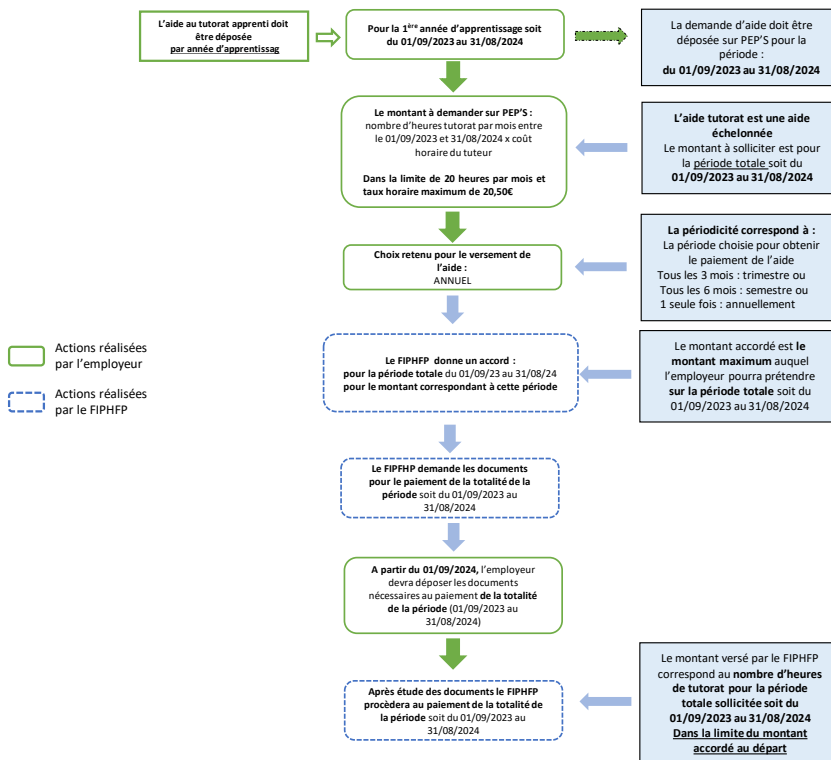 L'aide au tutorat apprenti doit
être déposée
par année d'apprentissag
Pour la 1ère année d'apprentissage soit
du 01/09/2023 au 31/08/2024
La demande d'aide doit être
déposée sur PEP'S pour la
période :
du 01/09/2023 au 31/08/2024
Le montant à demander sur PEP'S :
nombre d'heures tutorat par mois entre
le 01/09/2023 et 31/08/2024 x coût
horaire du tuteur
Dans la limite de 20 heures par mois et
taux horaire maximum de 20,50€
L'aide tutorat est une aide
échelonnée
Le montant à solliciter est pour
la période totale soit du
01/09/2023 au 31/08/2024
Choix retenu pour le versement de
l'aide :
ANNUEL
La périodicité correspond à :
La période choisie pour obtenir
le paiement de l'aide
Tous les 3 mois : trimestre ou
Tous les 6 mois : semestre ou
1 seule fois : annuellement
Actions réalisées
par l'employeur
Actions réalisées
par le FIPHFP
Le FIPHFP donne un accord :
pour la période totale du 01/09/23 au 31/08/24
pour le montant correspondant à cette période
Le montant accordé est le
montant maximum auquel
l'employeur pourra prétendre
sur la période totale soit du
01/09/2023 au 31/08/2024
Le FIPFHP demande les documents
pour le paiement de la totalité de la
période soit du 01/09/2023 au
31/08/2024
A partir du 01/09/2024, l'employeur
devra déposer les documents
nécessaires au paiement de la totalité
de la période (01/09/2023 au
31/08/2024)
Après étude des documents le FIPHFP
procèdera au paiement de la totalité de
la période soit du 01/09/2023 au
31/08/2024
Le montant versé par le FIPHFP
correspond au nombre d'heures
de tutorat pour la période
totale sollicitée soit du
01/09/2023 au 31/08/2024
Dans la limite du montant
accordé au départ